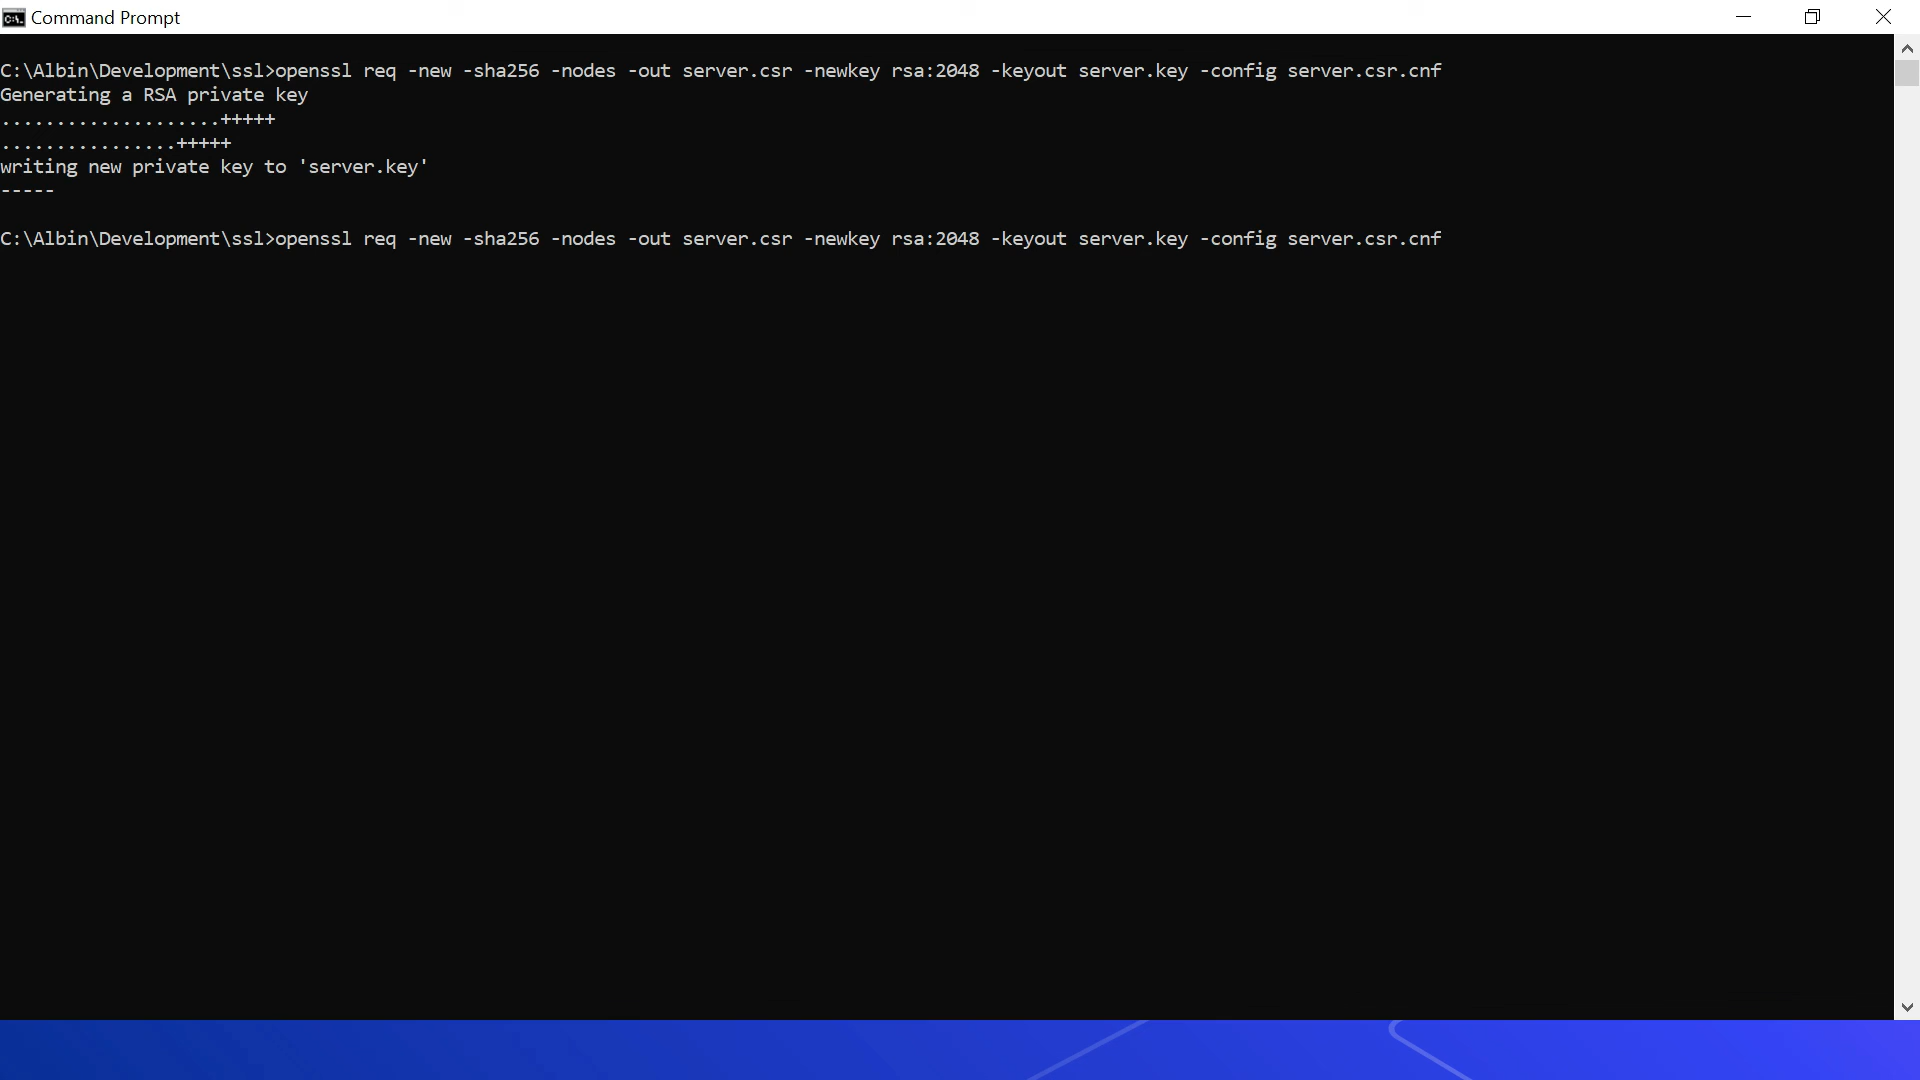 Command Prompt
C:\Albin\Development\ssl>openssl req -new -sha256 -nodes -out server.csr -newkey rsa:2048 -keyout server.key -config server.csr.cnf
Generating a RSA private key
....................+++++
................+++++
writing new private key to 'server.key'
-----
C:\Albin\Development\ssl>openssl req -new -sha256 -nodes -out server.csr -newkey rsa:2048 -keyout server.key -config server.csr.cnf